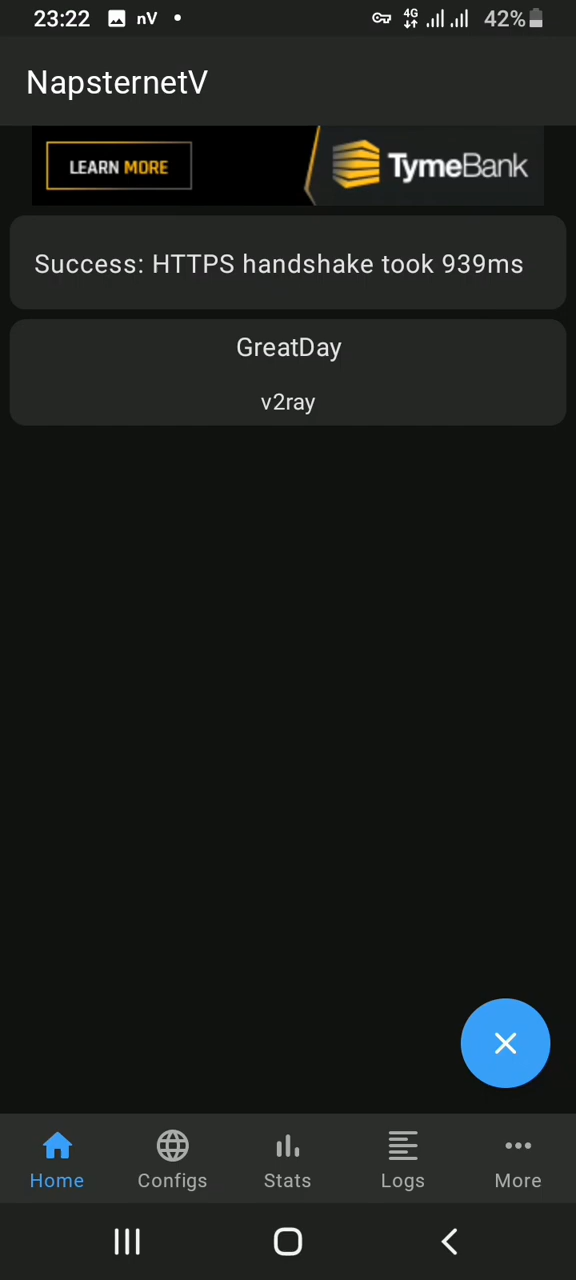 23:22 nV 4G 42%
NapsternetV
LEARN MORE TymeBank
Success: HTTPS handshake took 939ms
GreatDay
v2ray
Home Configs Stats Logs More